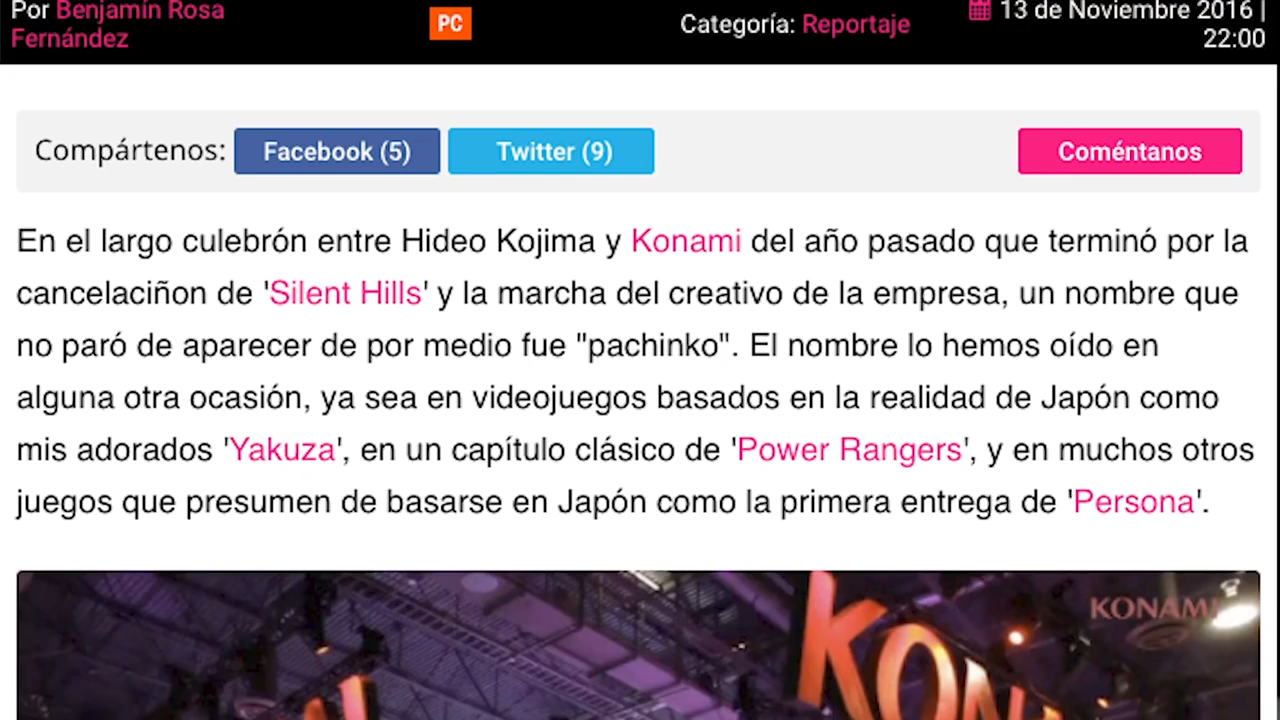 Por Benjamín Rosa
Fernández
PC
Categoría: Reportaje
13 de Noviembre 2016 |
22:00
Compártenos:
Facebook (5)
Twitter (9)
Coméntanos
En el largo culebrón entre Hideo Kojima y Konami del año pasado que terminó por la
cancelaciñon de 'Silent Hills' y la marcha del creativo de la empresa, un nombre que
no paró de aparecer de por medio fue "pachinko". El nombre lo hemos oído en
alguna otra ocasión, ya sea en videojuegos basados en la realidad de Japón como
mis adorados 'Yakuza', en un capítulo clásico de 'Power Rangers', y en muchos otros
juegos que presumen de basarse en Japón como la primera entrega de 'Persona'.
KONAMI
KON